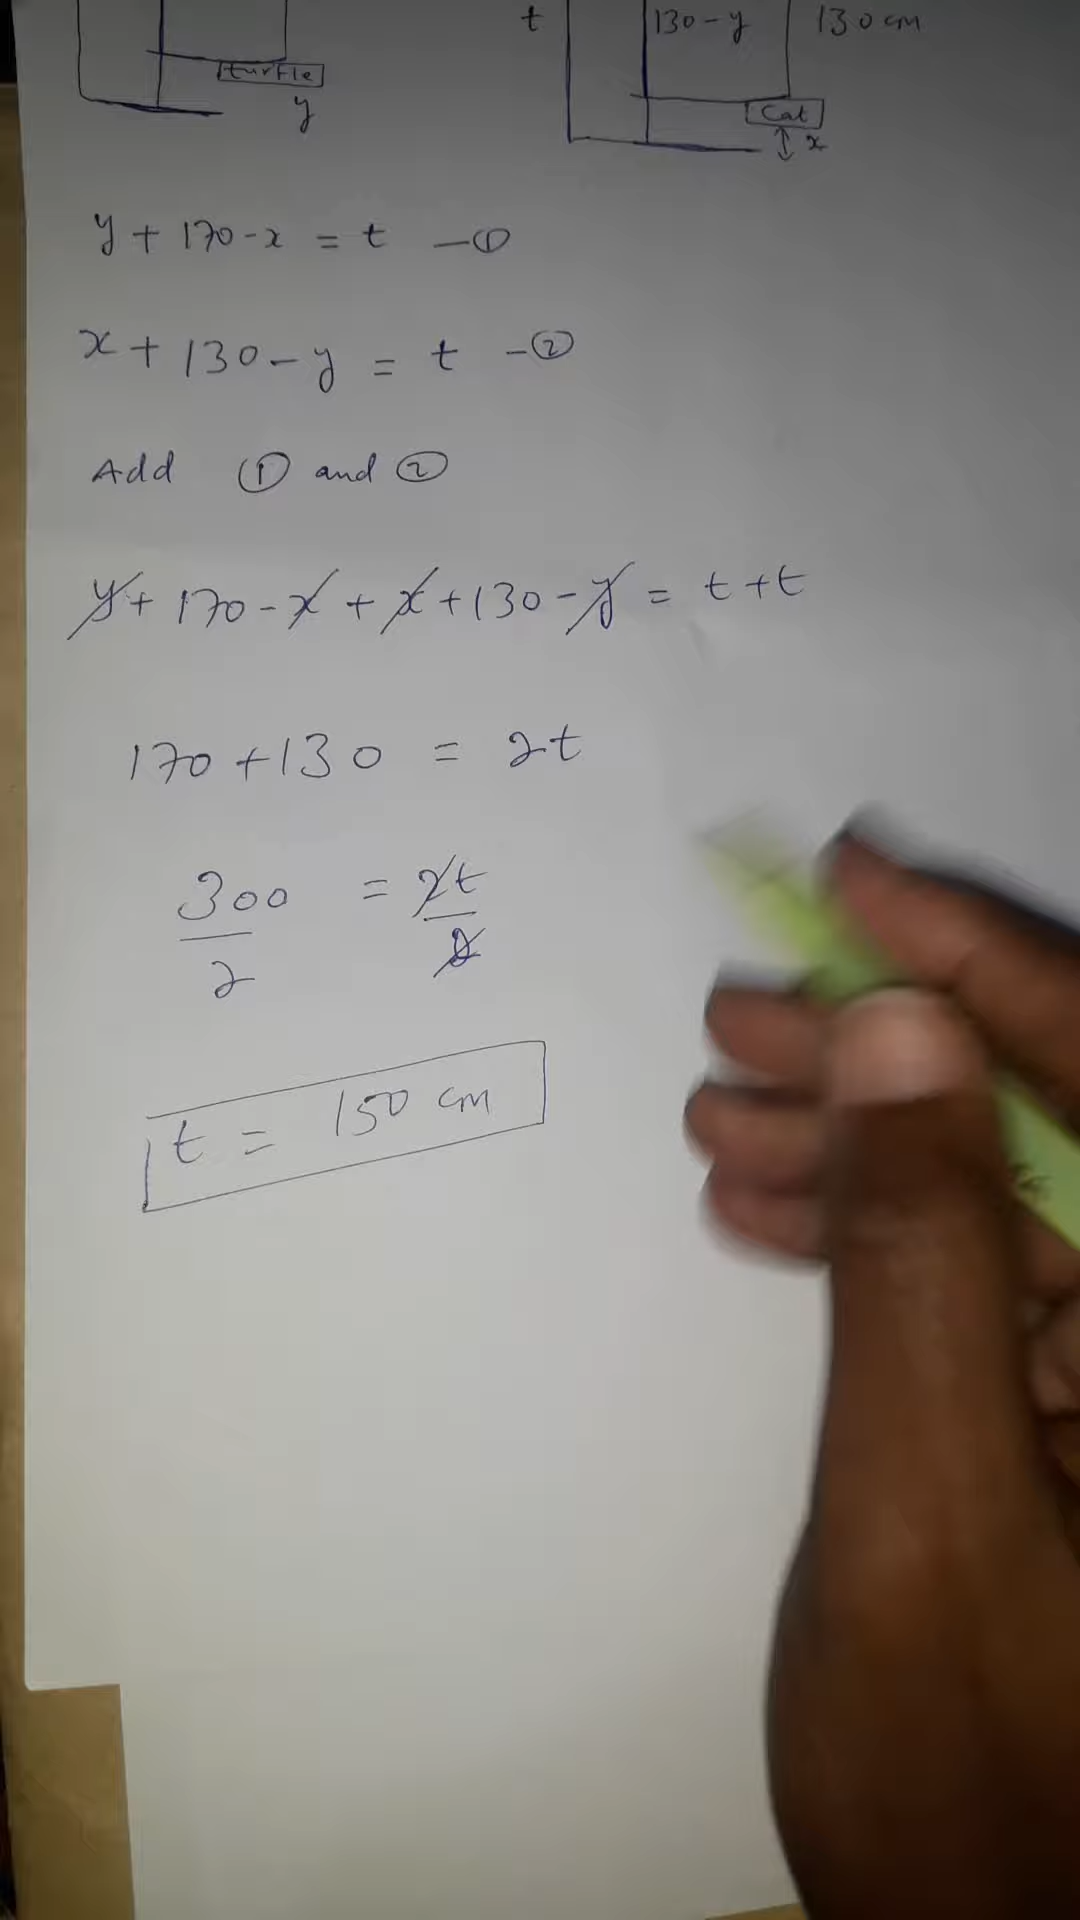 t 130-y 130 cm
turtle
y
Cat
x
y + 170 - x = t - ①
x + 130 - y = t - ②
Add ① and ②
y + 170 - x + x + 130 - y = t + t
170 + 130 = 2t
300 = 2t
2 2
t = 150 cm